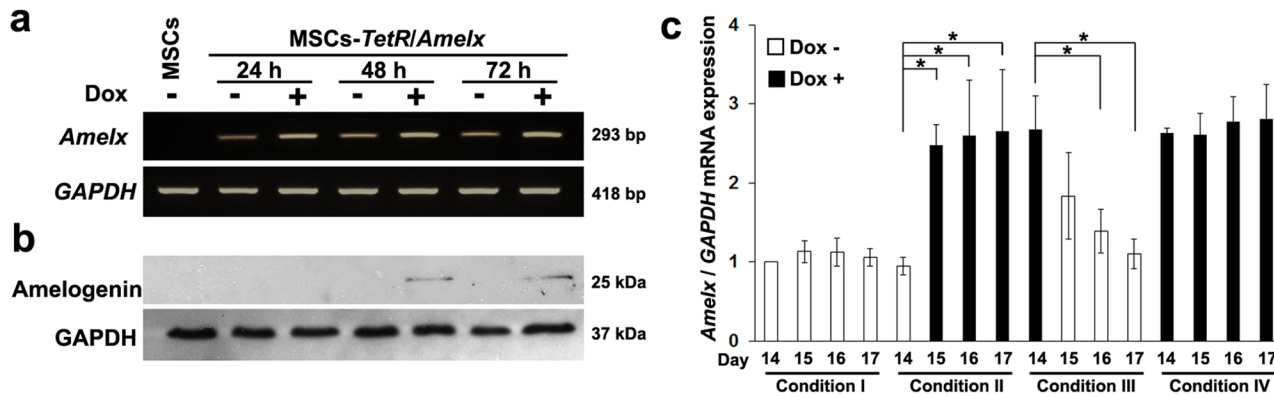 a
MSCs
MSCs-TetR/Amelx
24 h 48 h 72 h
Dox - - + - + - +
Amelx 293 bp
GAPDH 418 bp
b
Amelogenin 25 kDa
GAPDH 37 kDa
c
Amelx / GAPDH mRNA expression
4
3
2
1
0
Dox -
Dox +
* * *
* *
Day 14 15 16 17 14 15 16 17 14 15 16 17 14 15 16 17
Condition I Condition II Condition III Condition IV